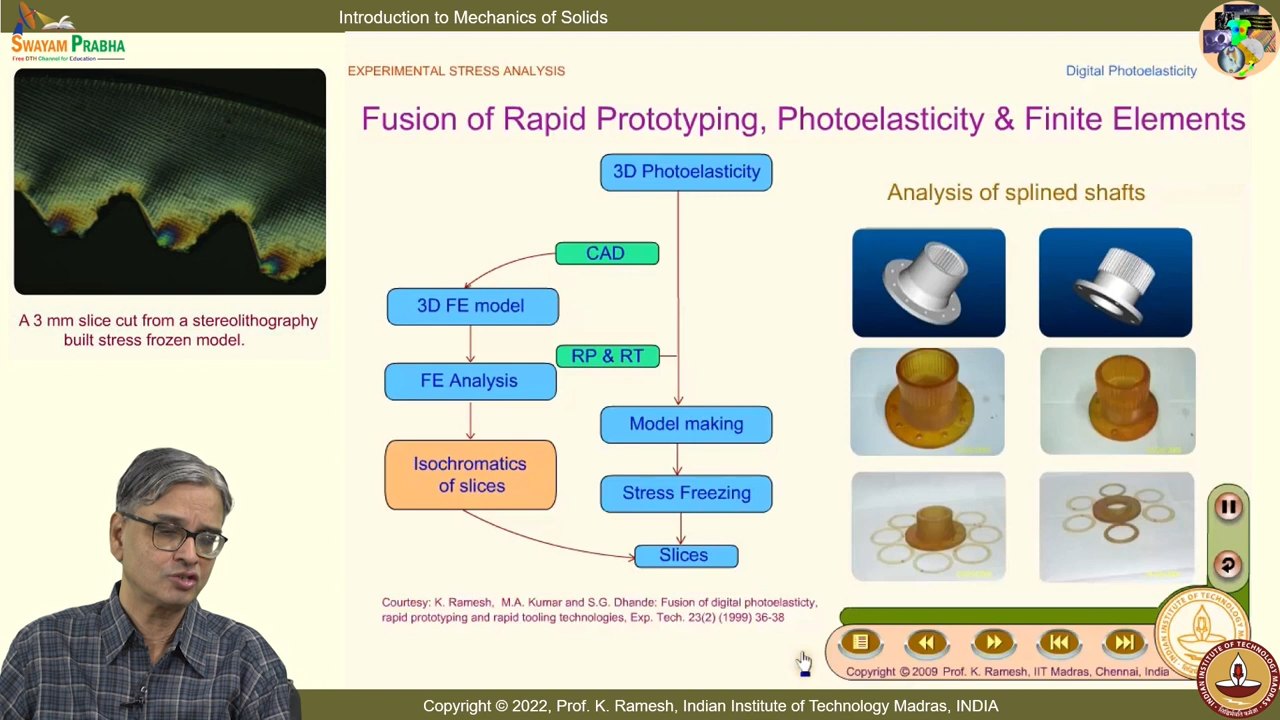 Introduction to Mechanics of Solids
SWAYAM PRABHA
Free DTH Channel for Education
EXPERIMENTAL STRESS ANALYSIS
Digital Photoelasticity
Fusion of Rapid Prototyping, Photoelasticity & Finite Elements
3D Photoelasticity
Analysis of splined shafts
CAD
3D FE model
RP & RT
FE Analysis
Model making
Isochromatics
of slices
Stress Freezing
Slices
A 3 mm slice cut from a stereolithography
built stress frozen model.
Courtesy: K. Ramesh, M.A. Kumar and S.G. Dhande: Fusion of digital photoelasticty,
rapid prototyping and rapid tooling technologies, Exp. Tech. 23(2) (1999) 36-38
Copyright © 2009 Prof. K. Ramesh, IIT Madras, Chennai, India
Copyright © 2022, Prof. K. Ramesh, Indian Institute of Technology Madras, INDIA